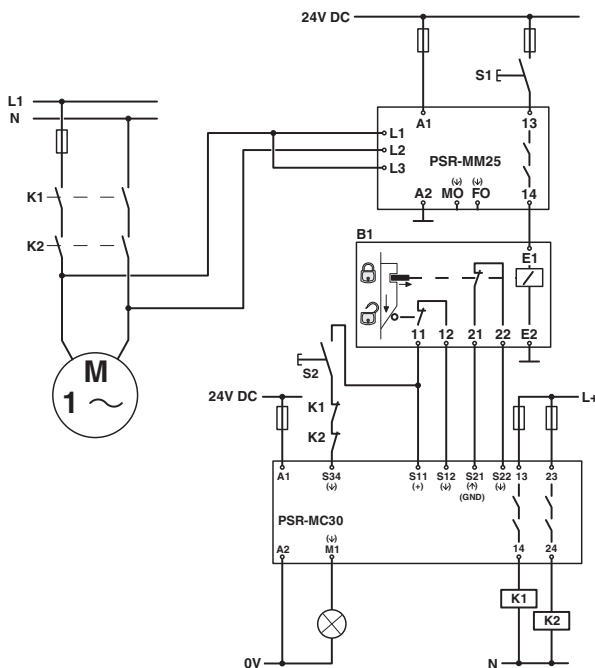 24V DC
S1
L1
N
A1
13
L1
L2
PSR-MM25
L3
(↓) (↓)
A2 MO FO 14
K1
K2
B1
E1
11 12 21 22 E2
M
1 ~
S2
24V DC
K1
K2
L+
A1 S34 S11 S12 S21 S22 13 23
(↓) (+) (↓) (↑) (↓)
(GND)
PSR-MC30
(↓)
A2 M1 14 24
K1
K2
0V
N